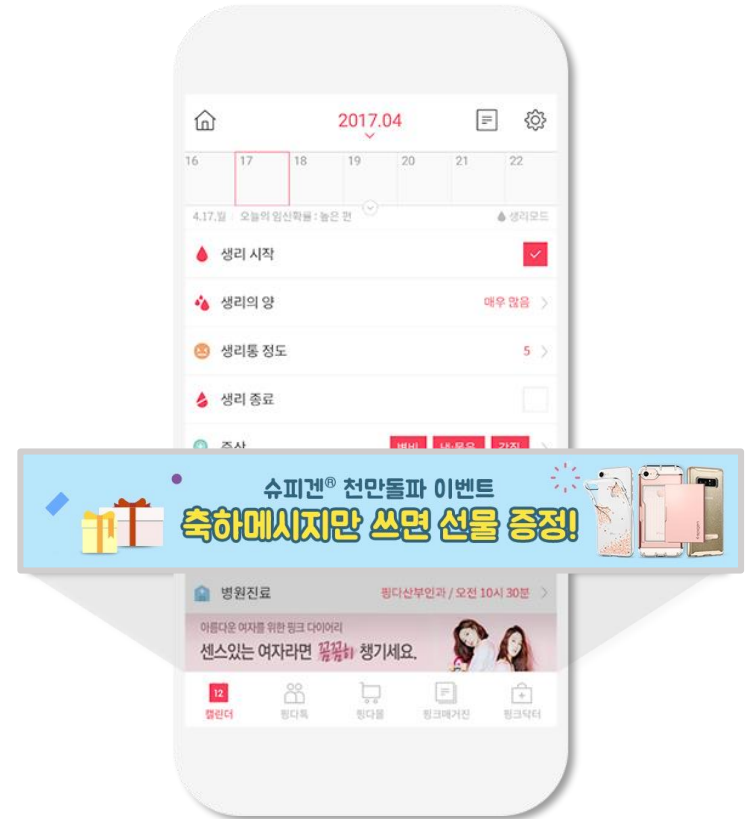 2017.04
16 17 18 19 20 21 22
4.17.월 오늘의 임신확률 : 높은 편 생리모드
생리 시작
생리의 양 매우 많음
생리통 정도 5
생리 종료
증상
슈피겐® 천만돌파 이벤트
축하메시지만 쓰면 선물 증정!
병원진료 핑다산부인과 / 오전 10시 30분
아름다운 여자를 위한 핑크 다이어리
센스있는 여자라면 꼼꼼히 챙기세요.
12
캘린더 핑다톡 핑다몰 핑크매거진 핑크닥터